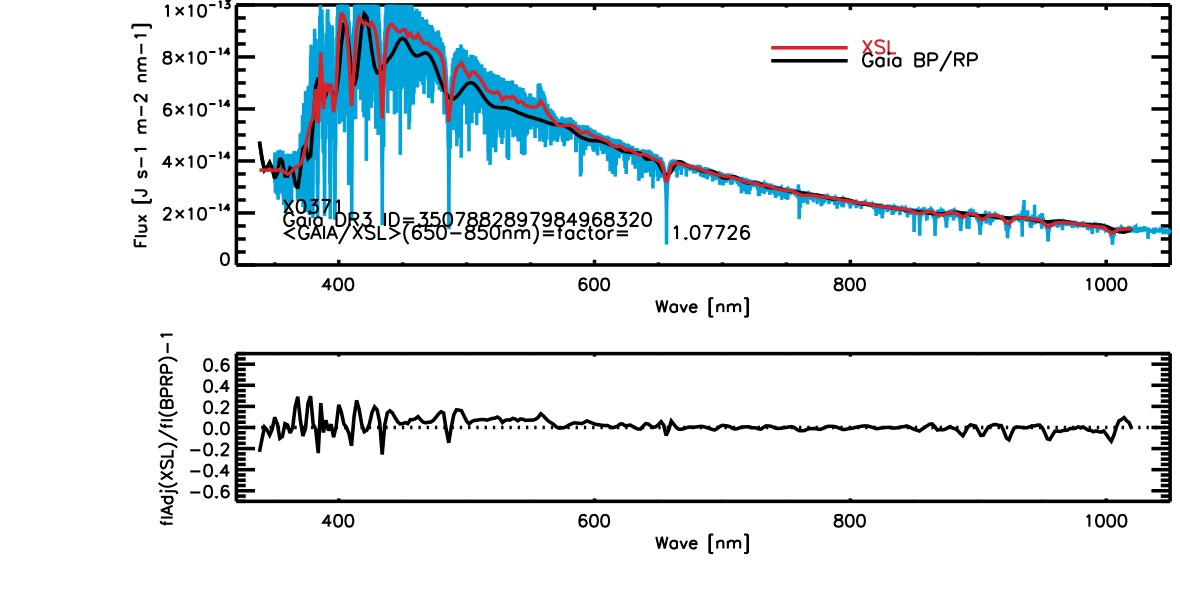 1×10−13
8×10−14
6×10−14
4×10−14
2×10−14
0
Flux [J s−1 m−2 nm−1]
XSL
Gaia BP/RP
X0371
Gaia DR3 ID=3507882897984968320
<GAIA/XSL>(650−850nm)=factor= 1.07726
400 600 800 1000
Wave [nm]
0.6
0.4
0.2
0.0
−0.2
−0.4
−0.6
flAdj(XSL)/fl(BPRP)−1
400 600 800 1000
Wave [nm]